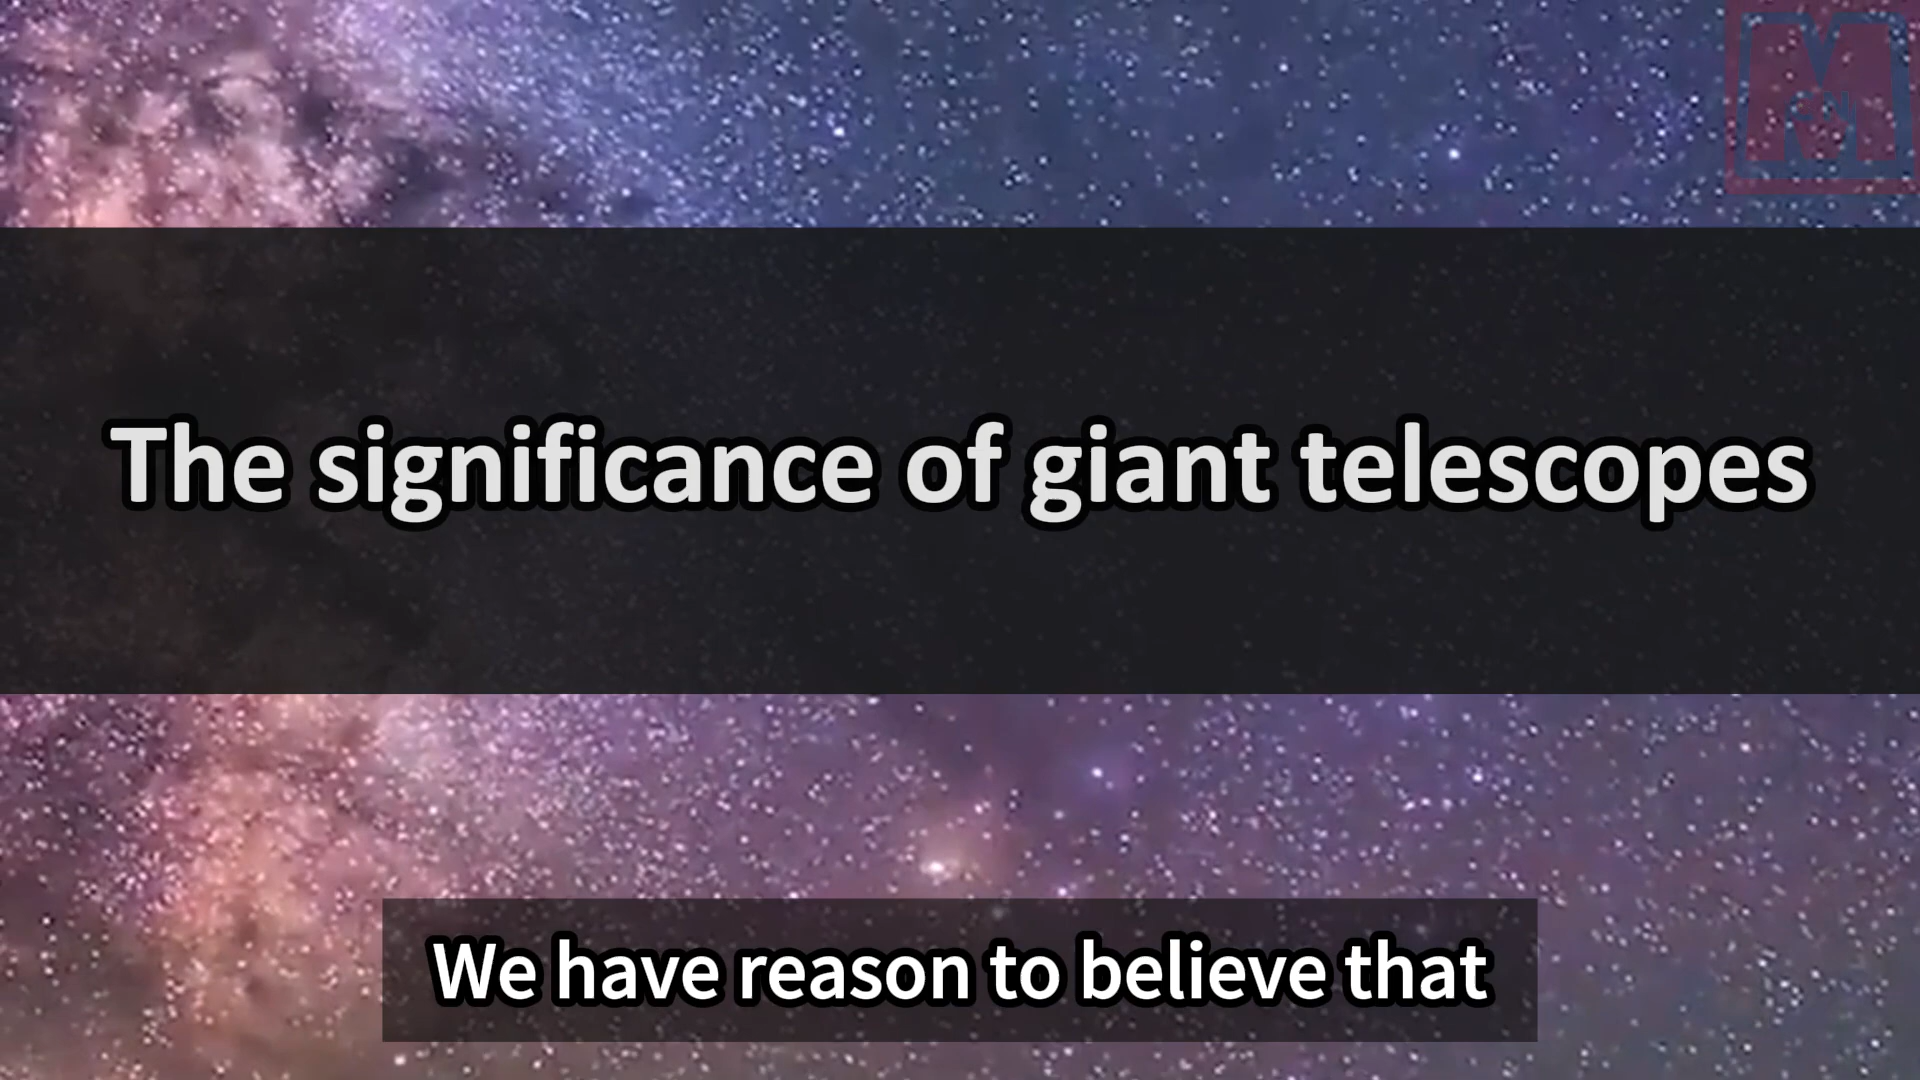 The significance of giant telescopes
We have reason to believe that